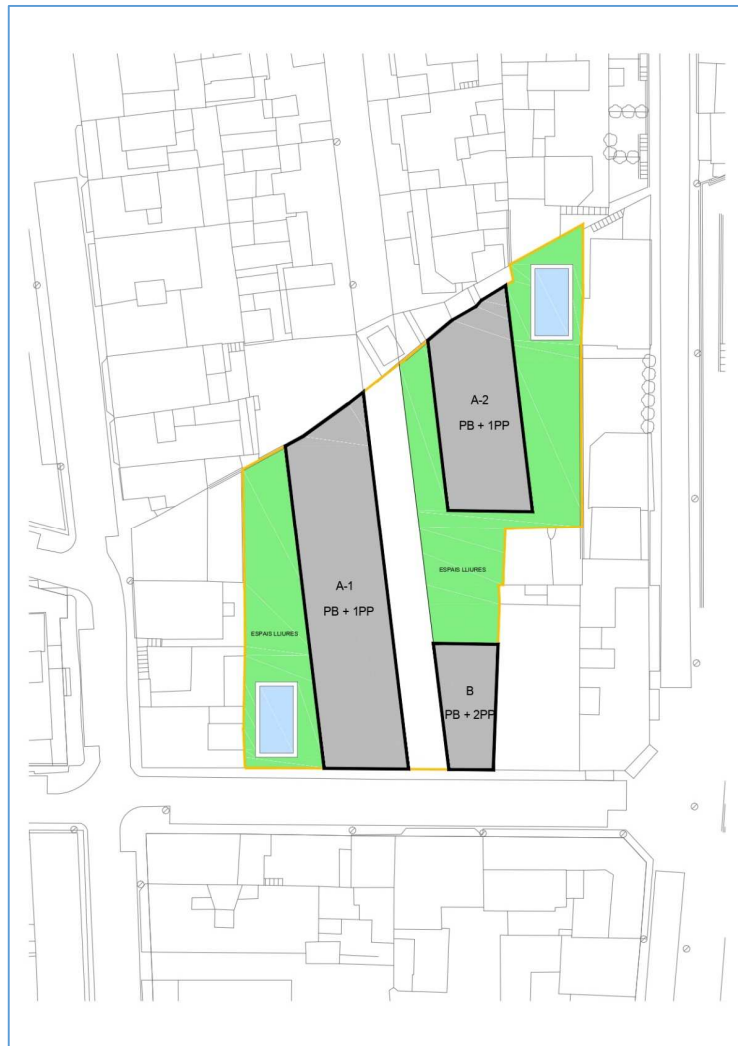 A-2
PB + 1PP
ESPAIS LLIURES
A-1
PB + 1PP
ESPAIS LLIURES
B
PB + 2PP